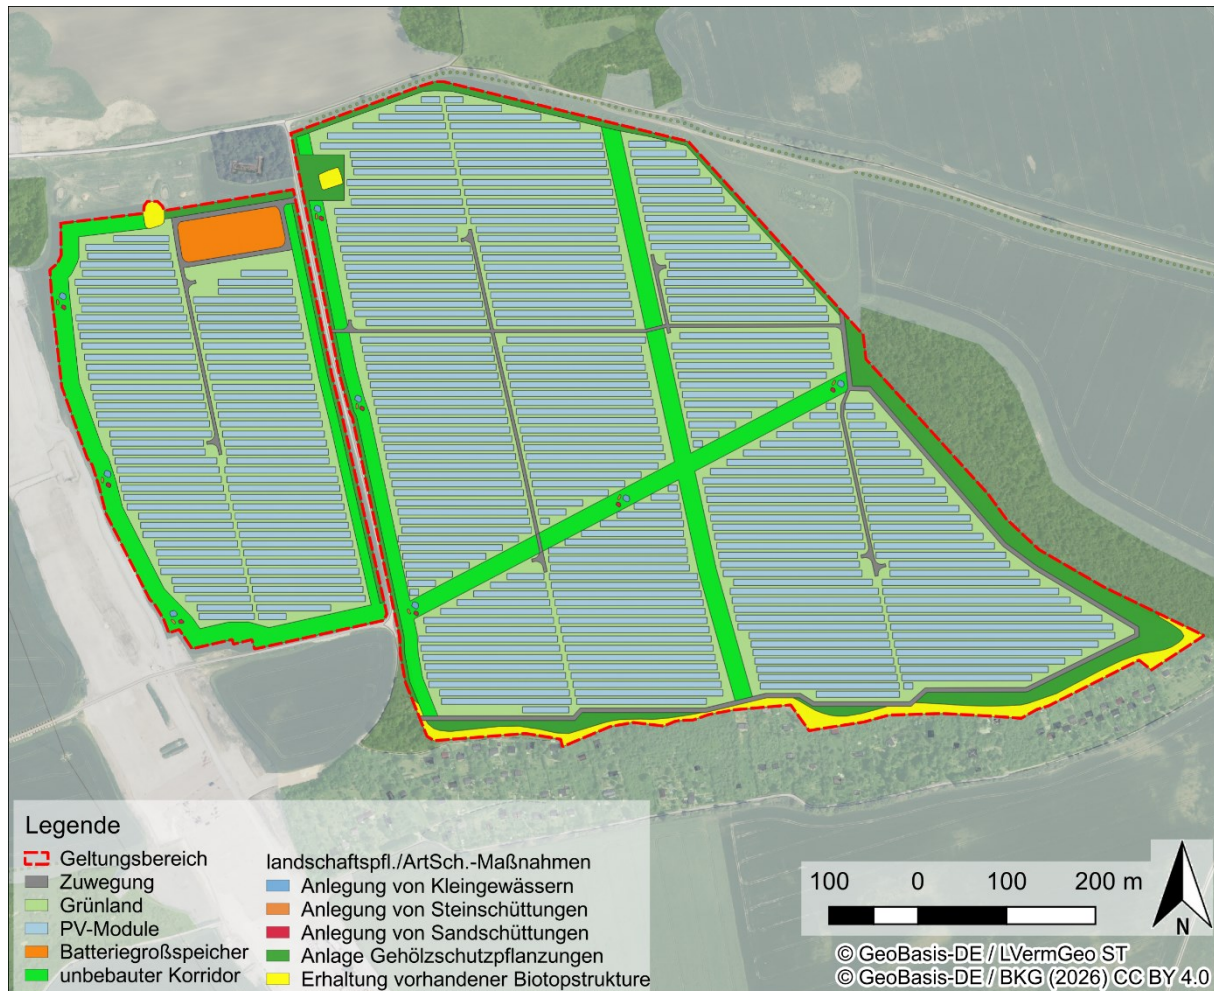 Legende
Geltungsbereich
Zuwegung
Grünland
PV-Module
Batteriegroßspeicher
unbebauter Korridor
landschaftspfl./ArtSch.-Maßnahmen
Anlegung von Kleingewässern
Anlegung von Steinschüttungen
Anlegung von Sandschüttungen
Anlage Gehölzschutzpflanzungen
Erhaltung vorhandener Biotopstrukture
100 0 100 200 m
N
© GeoBasis-DE / LVermGeo ST
© GeoBasis-DE / BKG (2026) CC BY 4.0